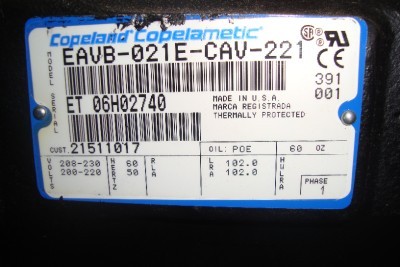 Copeland Copelametic®
MODEL EAVB-021E-CAV-221
SERIAL ET 06H02740
391
001
MADE IN U.S.A.
MARCA REGISTRADA
THERMALLY PROTECTED
CUST. 21511017
OIL: POE 60 OZ
VOLTS 208-230 200-220
HERTZ 60 50
RLA
LRA 102.0 102.0
PHASE 1